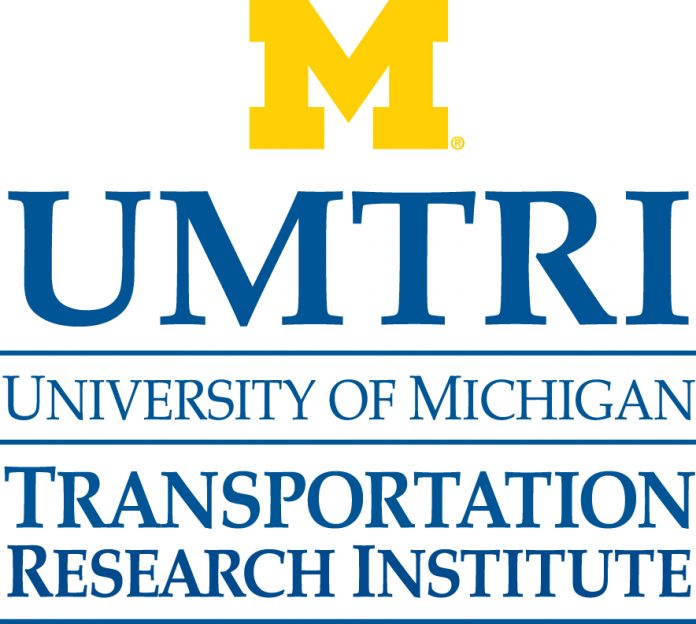 M®
UMTRI
UNIVERSITY OF MICHIGAN
TRANSPORTATION
RESEARCH INSTITUTE